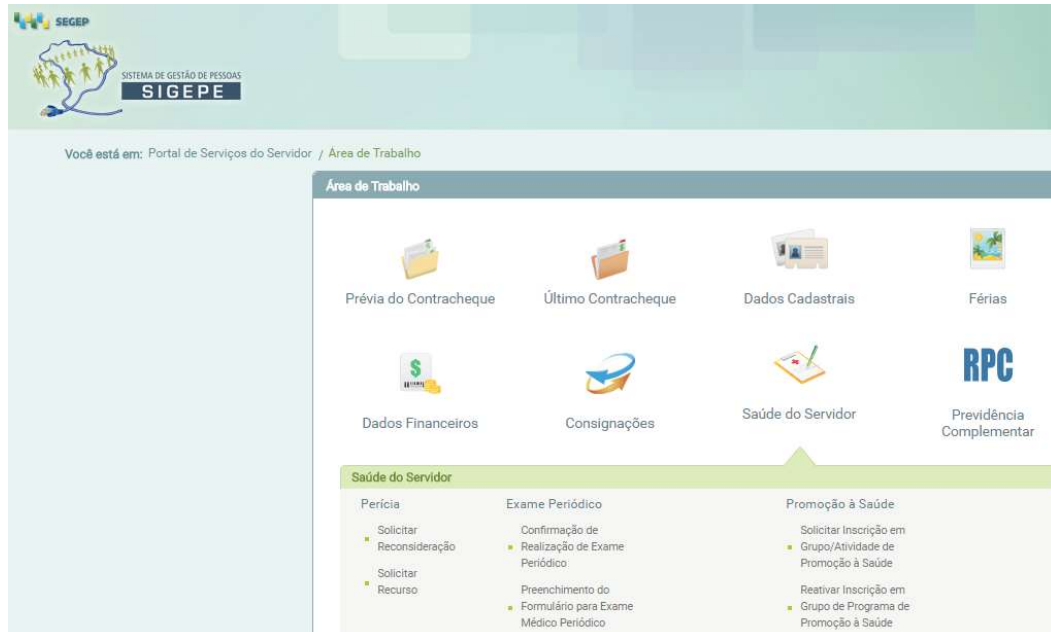 SEGEP
SISTEMA DE GESTÃO DE PESSOAS
SIGEPE
Você está em: Portal de Serviços do Servidor / Área de Trabalho
Área de Trabalho
Prévia do Contracheque
Último Contracheque
Dados Cadastrais
Férias
$
RPC
Dados Financeiros
Consignações
Saúde do Servidor
Previdência
Complementar
Saúde do Servidor
Perícia
Solicitar
Reconsideração
Solicitar
Recurso
Exame Periódico
Confirmação de
Realização de Exame
Periódico
Preenchimento do
Formulário para Exame
Médico Periódico
Promoção à Saúde
Solicitar Inscrição em
Grupo/Atividade de
Promoção à Saúde
Reativar Inscrição em
Grupo de Programa de
Promoção à Saúde